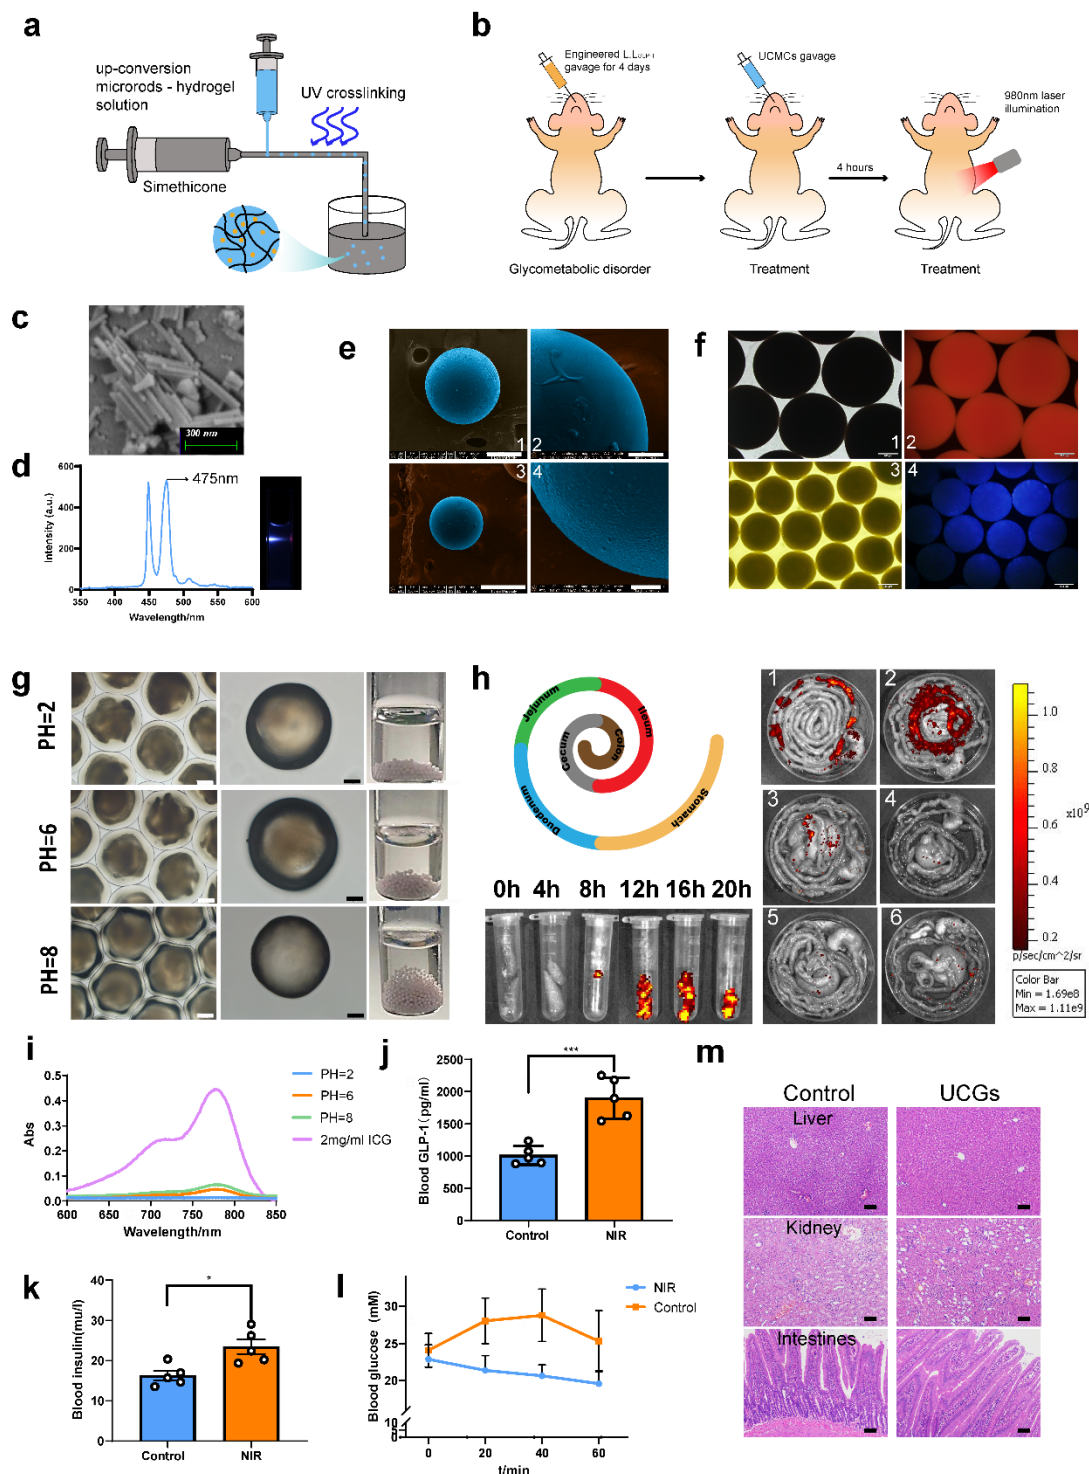 a
up-conversion
microrods - hydrogel
solution
UV crosslinking
Simethicone
b
Engineered L.L
gavage for 4 days
UCMCs gavage
980nm laser
illumination
4 hours
Glycometabolic disorder
Treatment
Treatment
c
300 nm
d
475nm
Intensity (a.u.)
600
400
200
0
350
400
450
500
550
600
Wavelength/nm
e
1
2
3
4
f
1
2
3
4
g
PH=2
PH=6
PH=8
h
Jejunum
Ileum
Cecum
Colon
Duodenum
Stomach
0h
4h
8h
12h
16h
20h
1
2
3
4
5
6
1.0
0.8
x10^9
0.6
0.4
0.2
p/sec/cm^2/sr
Color Bar
Min = 1.69e8
Max = 1.11e9
i
Abs
0.5
0.4
0.3
0.2
0.1
0.0
600
650
700
750
800
850
Wavelength/nm
PH=2
PH=6
PH=8
2mg/ml ICG
j
Blood GLP-1(pg/ml)
2500
2000
1500
1000
500
0
***
Control
NIR
k
Blood insulin(mu/l)
40
30
20
10
0
*
Control
NIR
l
Blood glucose (mM)
30
25
20
10
5
0
0
20
40
60
t/min
NIR
Control
m
Control
UCGs
Liver
Kidney
Intestines